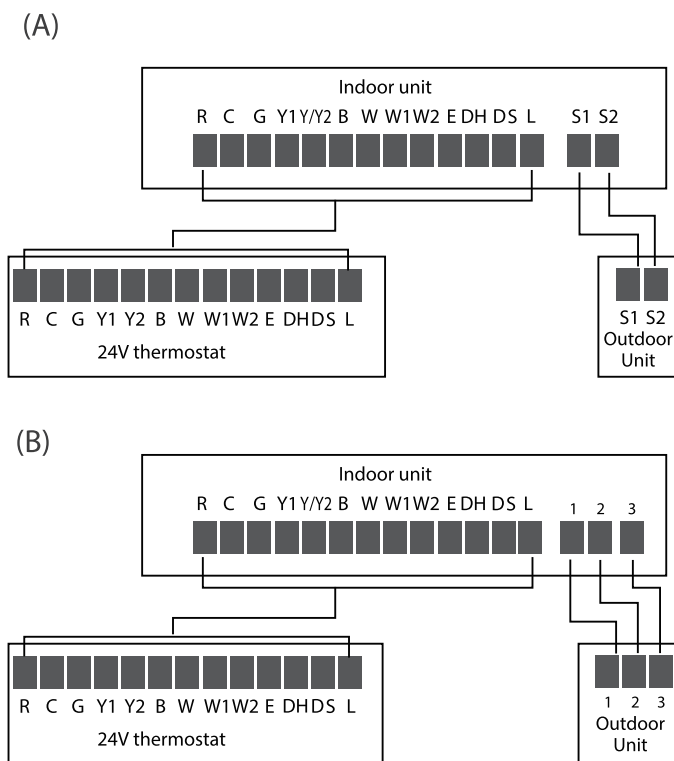 (A)
Indoor unit
R C G Y1 Y/Y2 B W W1 W2 E DH DS L S1 S2
R C G Y1 Y2 B W W1 W2 E DH DS L
24V thermostat
S1 S2
Outdoor
Unit
(B)
Indoor unit
R C G Y1 Y/Y2 B W W1 W2 E DH DS L 1 2 3
R C G Y1 Y2 B W W1 W2 E DH DS L
24V thermostat
1 2 3
Outdoor
Unit